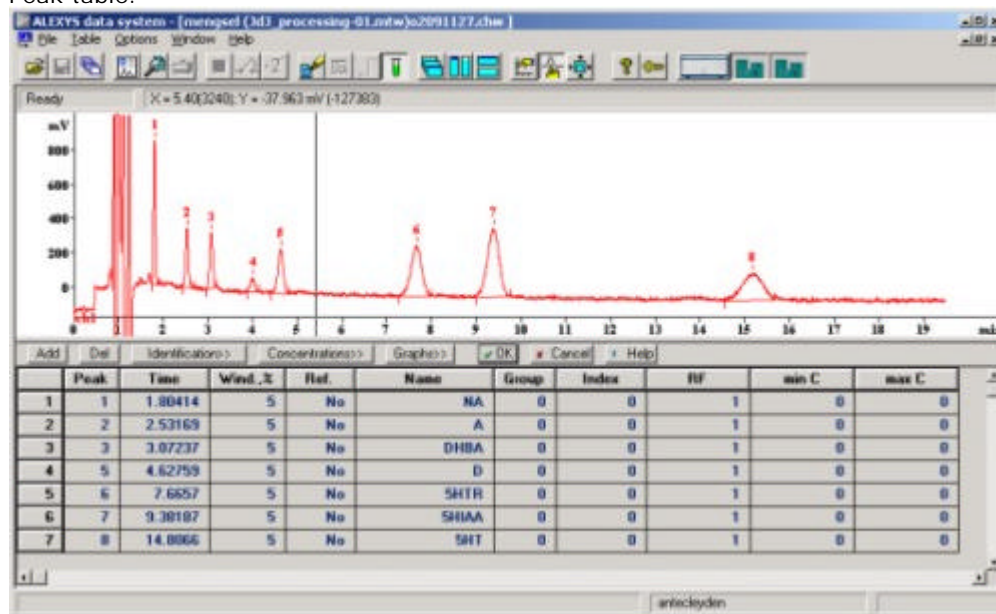 Peak table:
ALEXYS data system - [mengsel (3d3_processing-01.mtw)o2091127.chw ]
File Table Options Window Help
Ready X = 5.40(3240); Y = -37.963 mV (-127383)
mV
800
600
400
200
0
1
2
3
4
5
6
7
8
0 1 2 3 4 5 6 7 8 9 10 11 12 13 14 15 16 17 18 19 min
Add Del Identification>> Concentrations>> Graphs>> OK Cancel Help
Peak Time Wind.,% Ref. Name Group Index RF min C max C
1 1 1.80414 5 No NA 0 0 1 0 0
2 2 2.53169 5 No A 0 0 1 0 0
3 3 3.07237 5 No DHBA 0 0 1 0 0
4 5 4.62759 5 No D 0 0 1 0 0
5 6 7.6657 5 No 5HTR 0 0 1 0 0
6 7 9.38187 5 No 5HIAA 0 0 1 0 0
7 8 14.8866 5 No 5HT 0 0 1 0 0
antecleyden